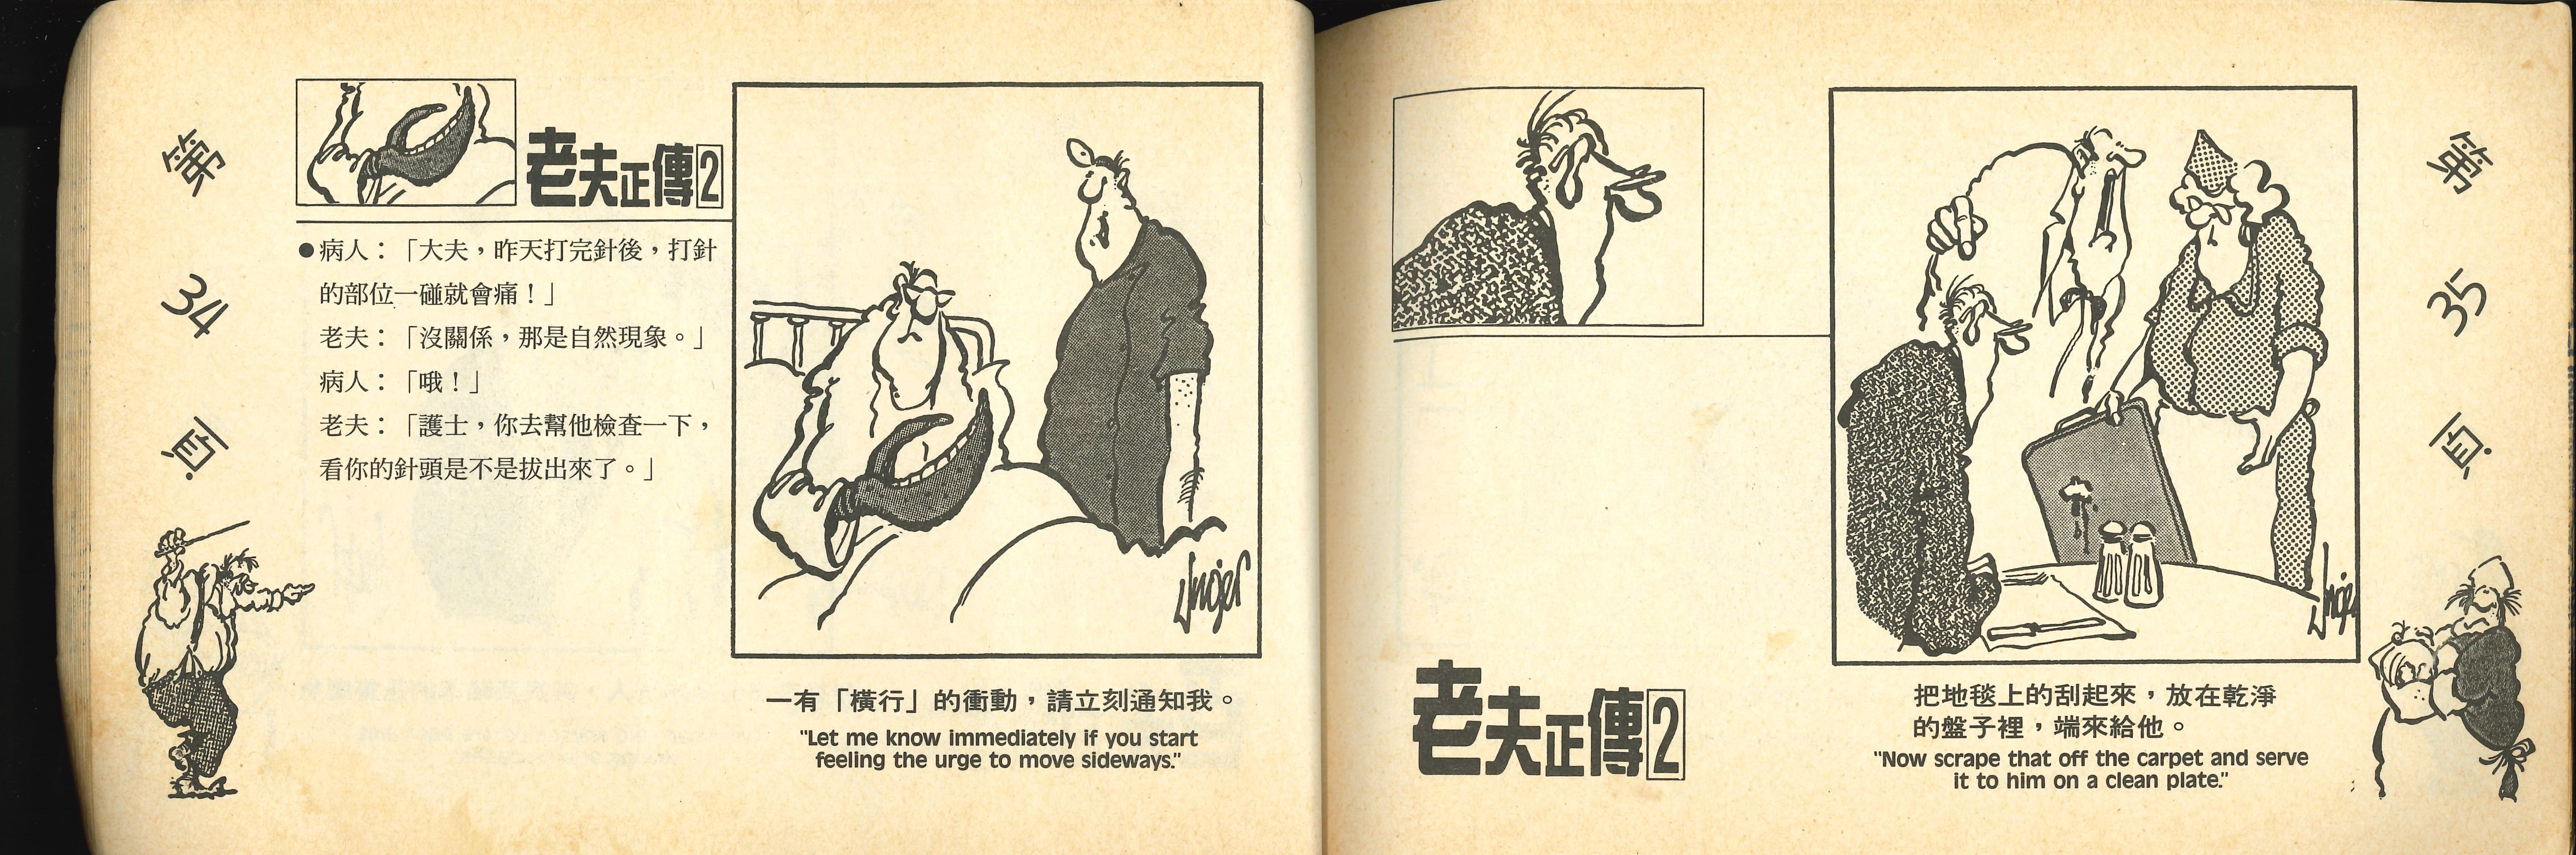 第34頁
老夫正傳2
●病人：「大夫，昨天打完針後，打針
的部位一碰就會痛！」
老夫：「沒關係，那是自然現象。」
病人：「哦！」
老夫：「護士，你去幫他檢查一下，
看你的針頭是不是拔出來了。」
Unger
一有「橫行」的衝動，請立刻通知我。
"Let me know immediately if you start
feeling the urge to move sideways."
老夫正傳2
Unger
把地毯上的刮起來，放在乾淨
的盤子裡，端來給他。
"Now scrape that off the carpet and serve
it to him on a clean plate."
第35頁